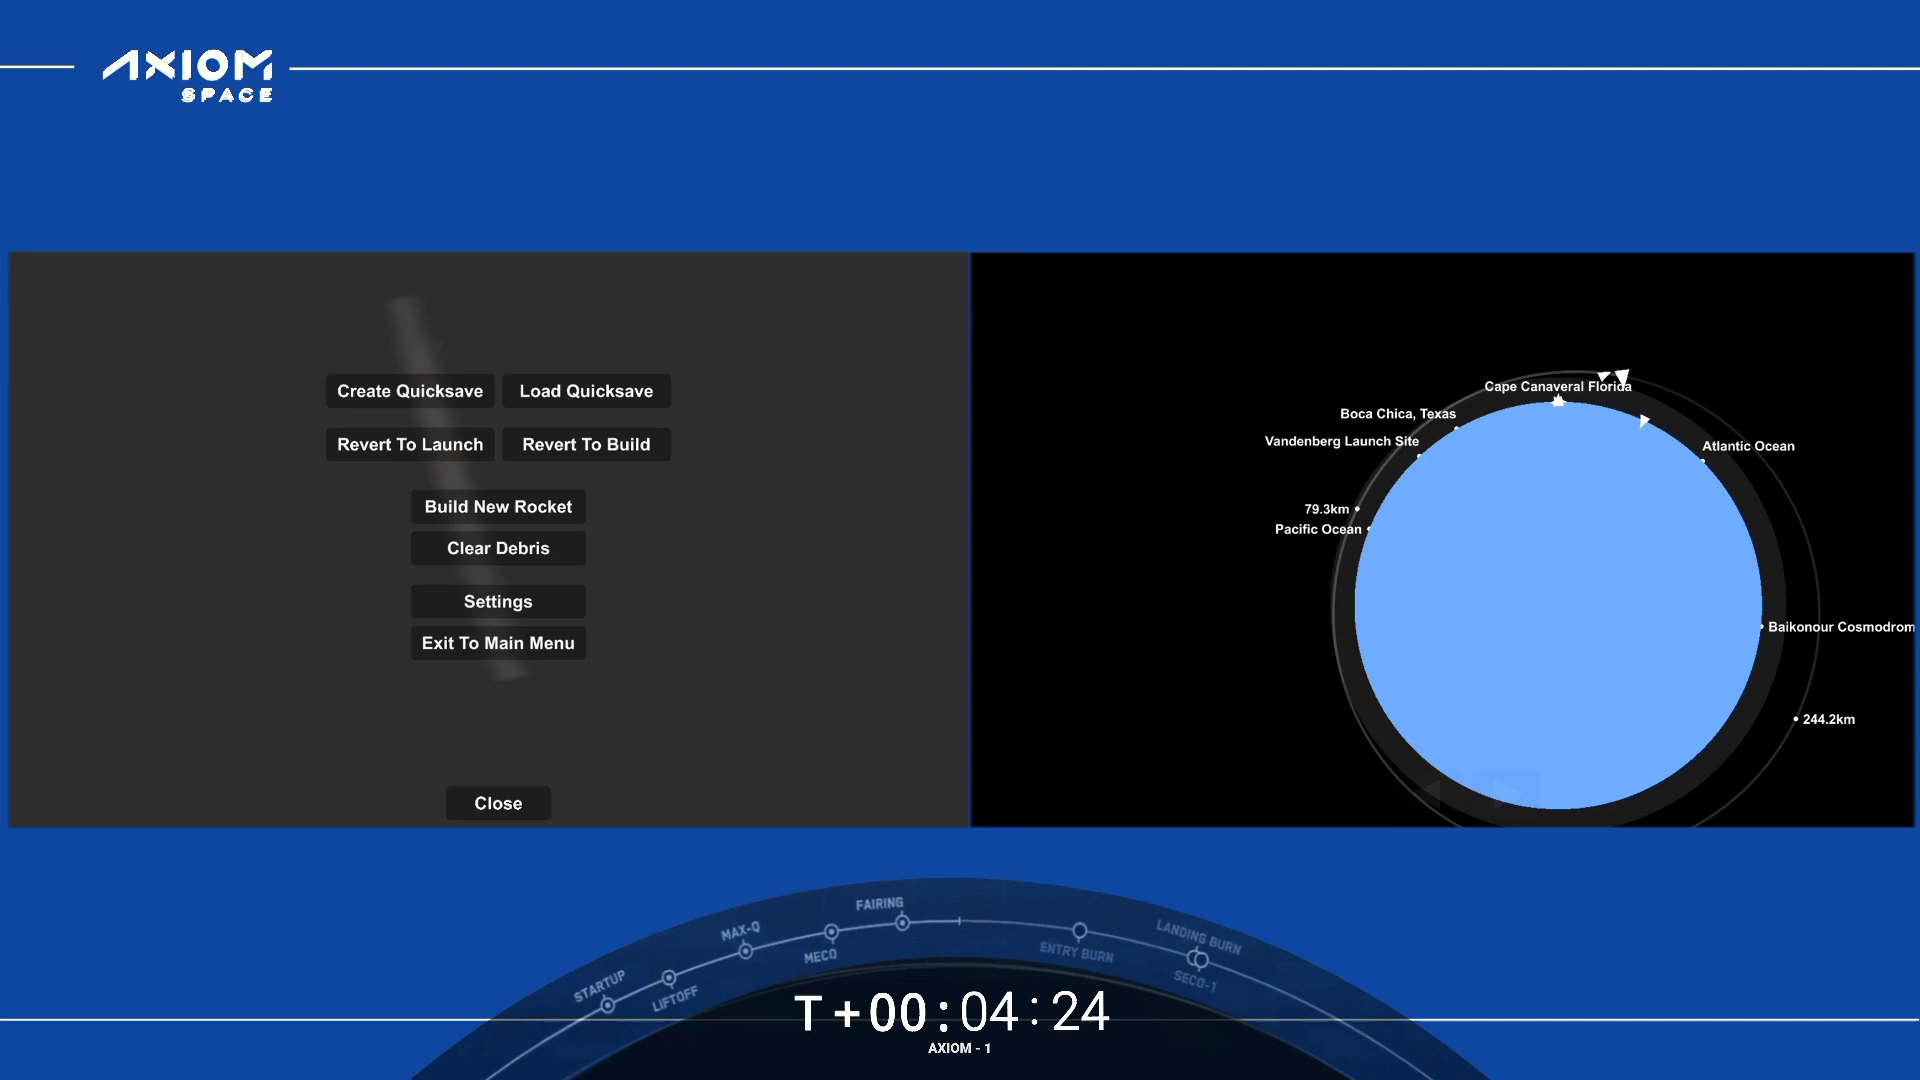 AXIOM
SPACE
Create Quicksave
Load Quicksave
Revert To Launch
Revert To Build
Build New Rocket
Clear Debris
Settings
Exit To Main Menu
Close
Cape Canaveral Florida
Boca Chica, Texas
Vandenberg Launch Site
Atlantic Ocean
79.3km
Pacific Ocean
Baikonour Cosmodrom
244.2km
STARTUP
LIFTOFF
MAX-Q
MECO
FAIRING
ENTRY BURN
LANDING BURN
SECO-1
T+00:04:24
AXIOM - 1